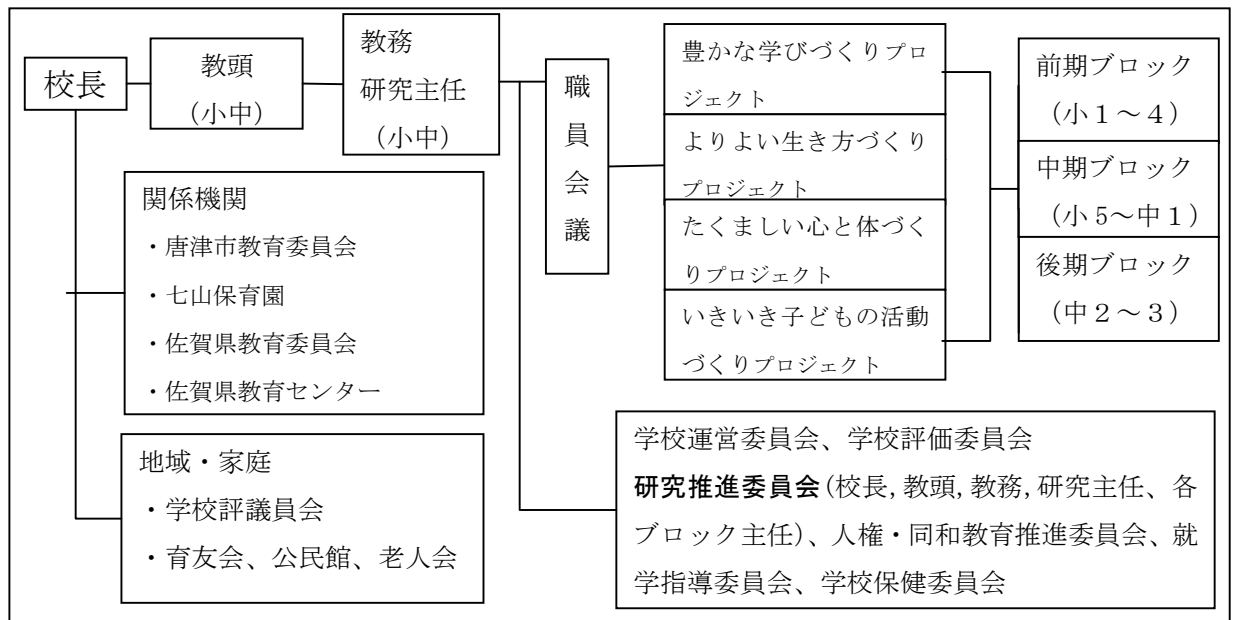 校長
教頭
(小中)
教務
研究主任
(小中)
職
員
会
議
豊かな学びづくりプロ
ジェクト
よりよい生き方づくり
プロジェクト
たくましい心と体づく
りプロジェクト
いきいき子どもの活動
づくりプロジェクト
前期ブロック
(小1～4)
中期ブロック
(小5～中1)
後期ブロック
(中2～3)
関係機関
・唐津市教育委員会
・七山保育園
・佐賀県教育委員会
・佐賀県教育センター
地域・家庭
・学校評議員会
・育友会、公民館、老人会
学校運営委員会、学校評価委員会
研究推進委員会(校長,教頭,教務,研究主任、各
ブロック主任)、人権・同和教育推進委員会、就
学指導委員会、学校保健委員会